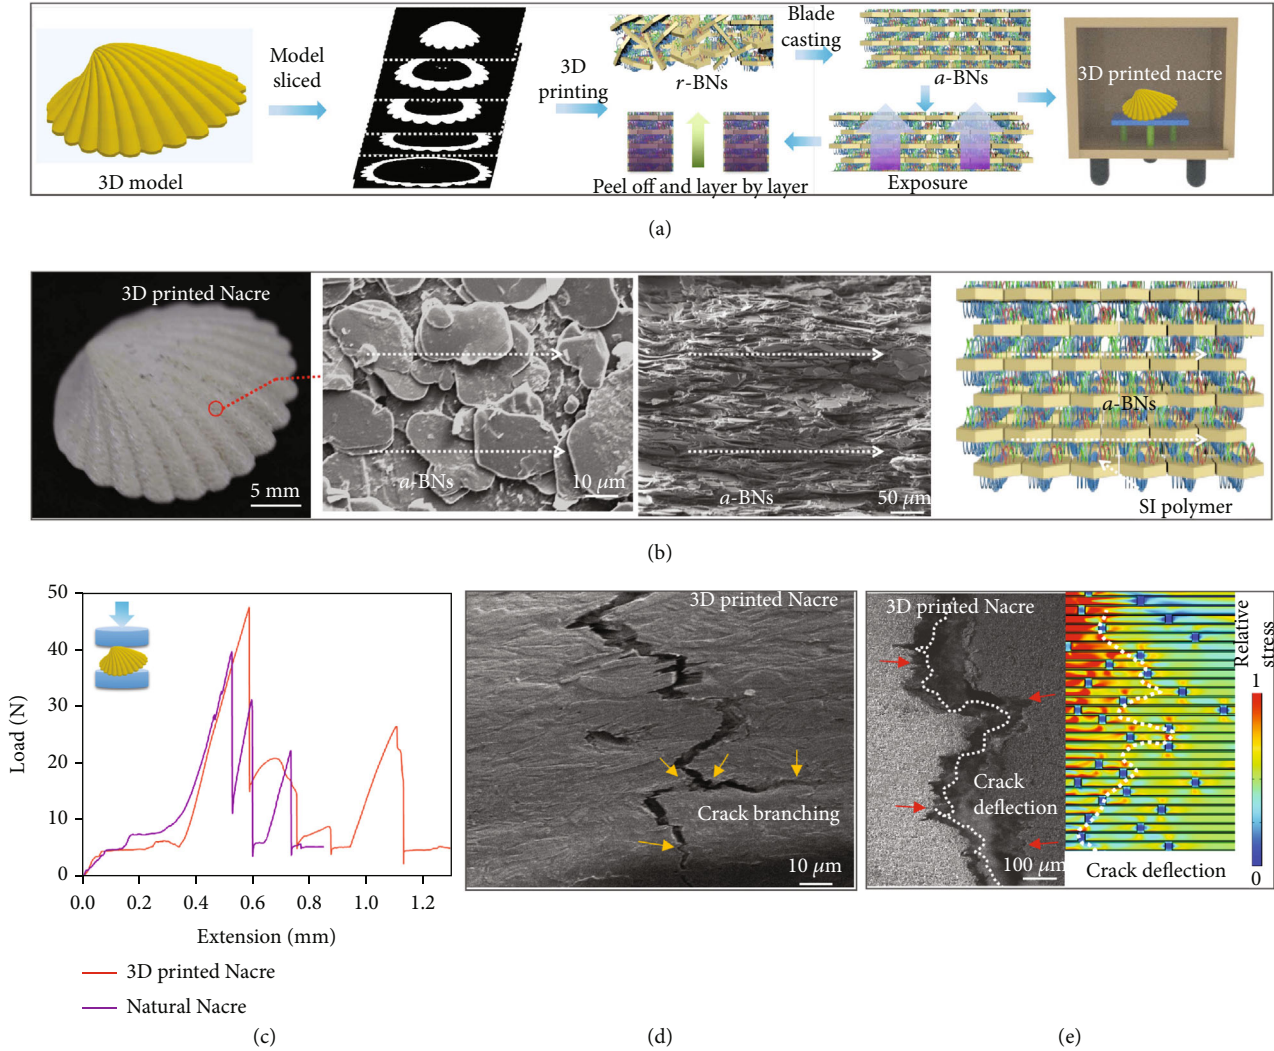 Model
sliced
3D model
3D
printing
r-BNs
Blade
casting
a-BNs
Peel off and layer by layer
Exposure
3D printed nacre
(a)
3D printed Nacre
5 mm
a-BNs
10 μm
a-BNs
50 μm
a-BNs
SI polymer
(b)
50
40
30
20
10
0
Load (N)
0.0 0.2 0.4 0.6 0.8 1.0 1.2
Extension (mm)
3D printed Nacre
Natural Nacre
(c)
3D printed Nacre
Crack branching
10 μm
(d)
3D printed Nacre
Crack
deflection
100 μm
Crack deflection
Relative
stress
1
0
(e)